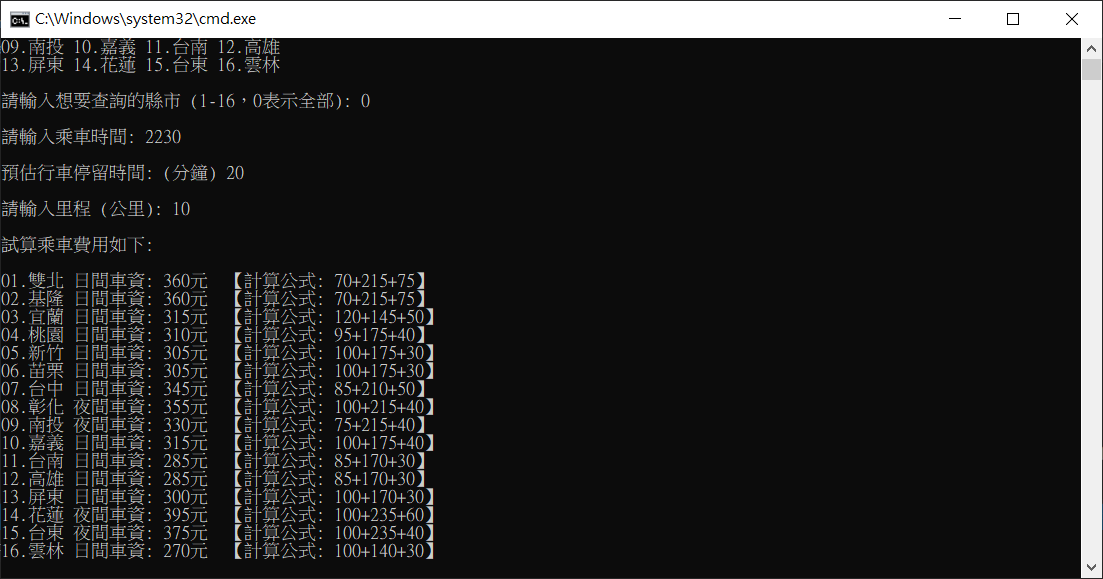 C:\Windows\system32\cmd.exe
09.南投 10.嘉義 11.台南 12.高雄
13.屏東 14.花蓮 15.台東 16.雲林
請輸入想要查詢的縣市 (1-16，0表示全部): 0
請輸入乘車時間: 2230
預估行車停留時間: (分鐘) 20
請輸入里程 (公里): 10
試算乘車費用如下:
01.雙北 日間車資: 360元 【計算公式: 70+215+75】
02.基隆 日間車資: 360元 【計算公式: 70+215+75】
03.宜蘭 日間車資: 315元 【計算公式: 120+145+50】
04.桃園 日間車資: 310元 【計算公式: 95+175+40】
05.新竹 日間車資: 305元 【計算公式: 100+175+30】
06.苗栗 日間車資: 305元 【計算公式: 100+175+30】
07.台中 日間車資: 345元 【計算公式: 85+210+50】
08.彰化 夜間車資: 355元 【計算公式: 100+215+40】
09.南投 夜間車資: 330元 【計算公式: 75+215+40】
10.嘉義 日間車資: 315元 【計算公式: 100+175+40】
11.台南 日間車資: 285元 【計算公式: 85+170+30】
12.高雄 日間車資: 285元 【計算公式: 85+170+30】
13.屏東 日間車資: 300元 【計算公式: 100+170+30】
14.花蓮 夜間車資: 395元 【計算公式: 100+235+60】
15.台東 夜間車資: 375元 【計算公式: 100+235+40】
16.雲林 日間車資: 270元 【計算公式: 100+140+30】